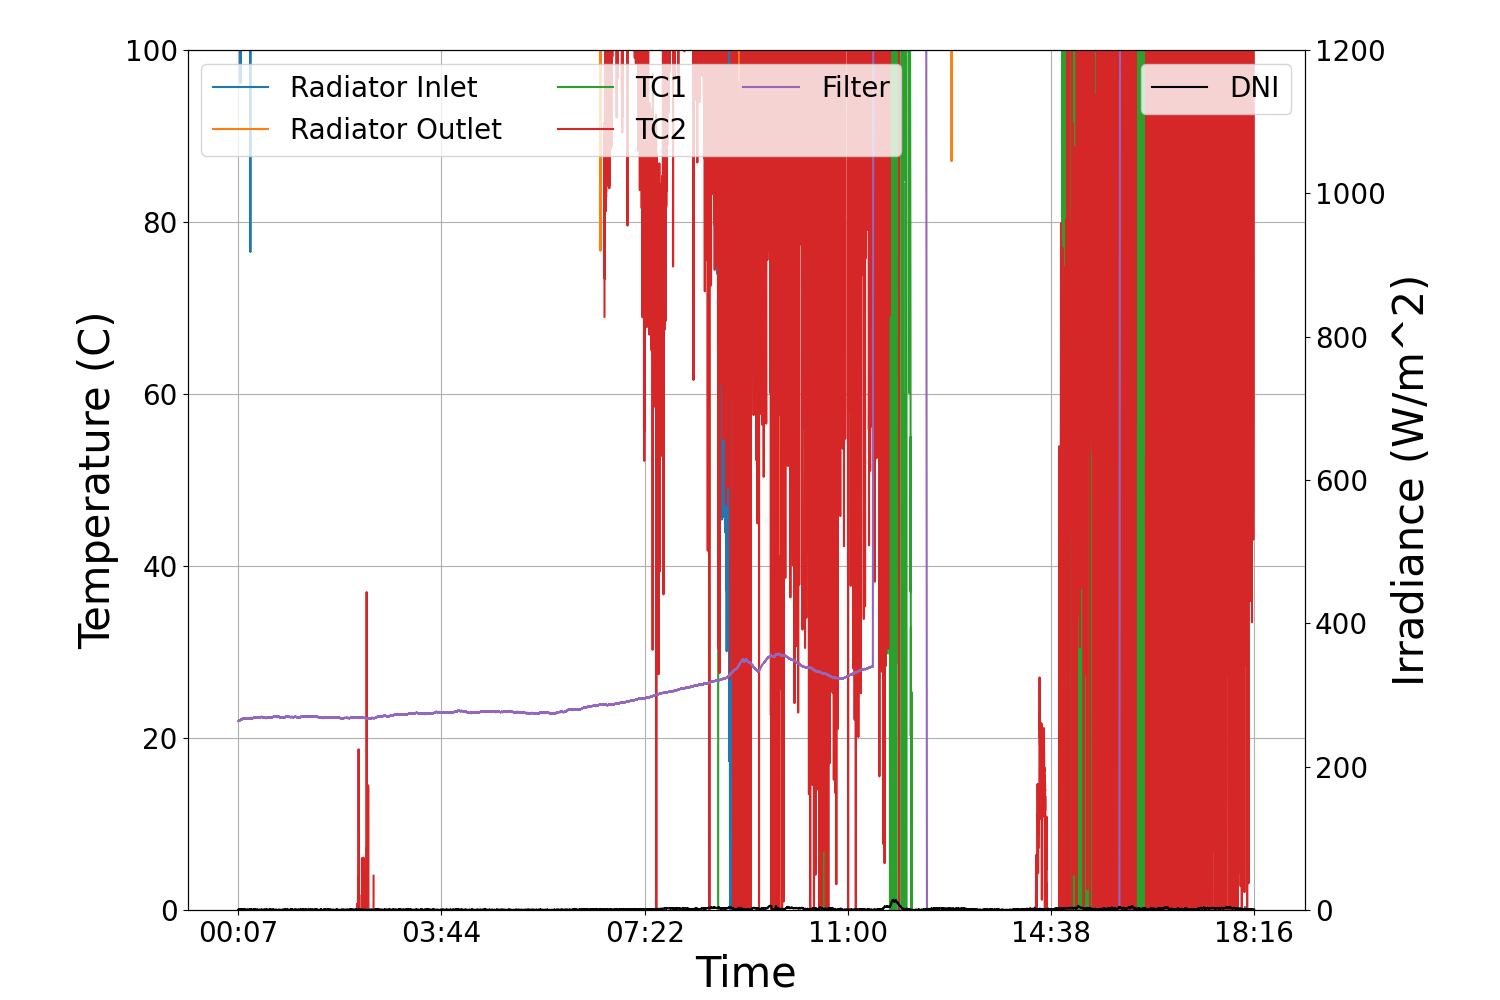 100
80
60
40
20
0
Temperature (C)
Radiator Inlet
Radiator Outlet
TC1
TC2
Filter
DNI
1200
1000
800
600
400
200
0
Irradiance (W/m^2)
00:07 03:44 07:22 11:00 14:38 18:16
Time